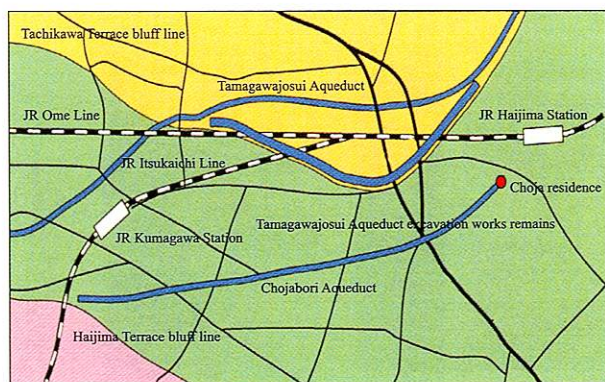 Tachikawa Terrace bluff line
Tamagawajosui Aqueduct
JR Ome Line
JR Haijima Station
JR Itsukaichi Line
Choja residence
Tamagawajosui Aqueduct excavation works remains
JR Kumagawa Station
Chojabori Aqueduct
Haijima Terrace bluff line